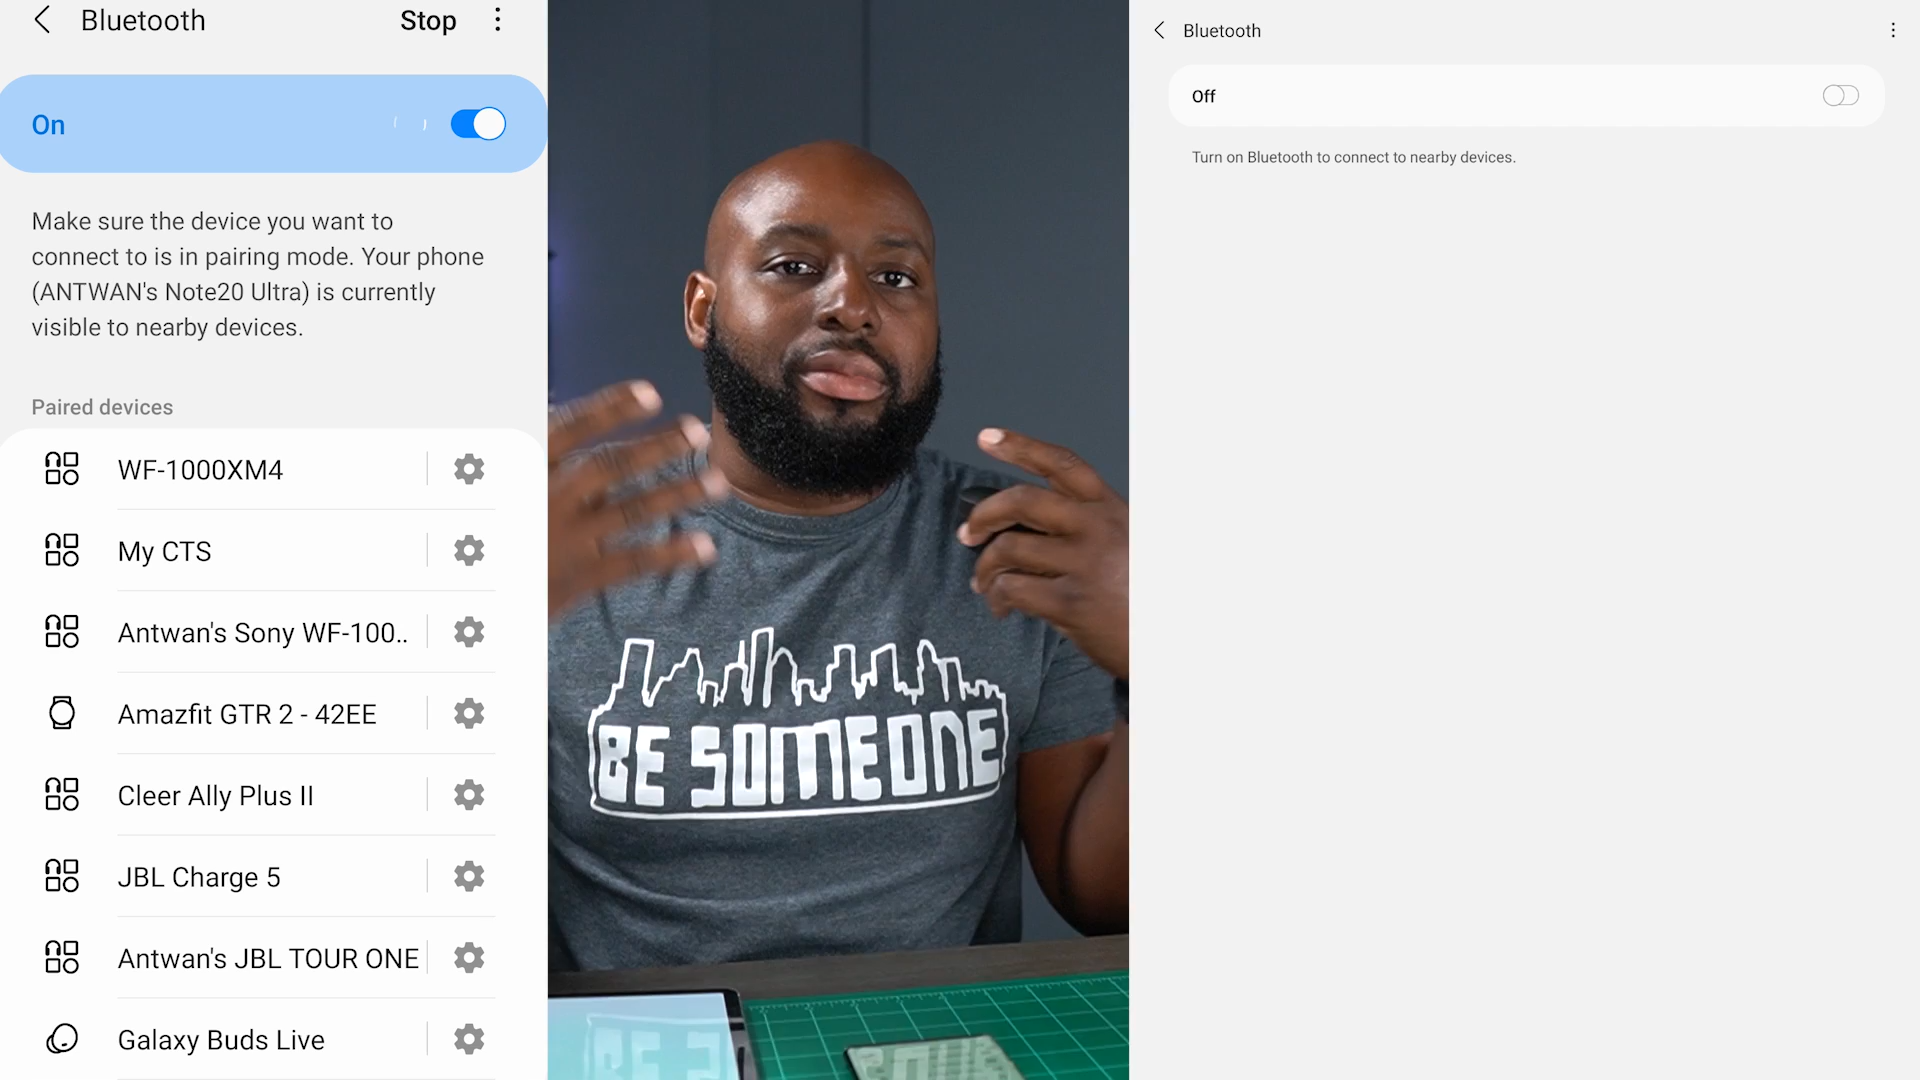 Bluetooth
Stop
On
Make sure the device you want to
connect to is in pairing mode. Your phone
(ANTWAN's Note20 Ultra) is currently
visible to nearby devices.
Paired devices
WF-1000XM4
My CTS
Antwan's Sony WF-100..
Amazfit GTR 2 - 42EE
Cleer Ally Plus II
JBL Charge 5
Antwan's JBL TOUR ONE
Galaxy Buds Live
BE SOMEONE
Bluetooth
Off
Turn on Bluetooth to connect to nearby devices.